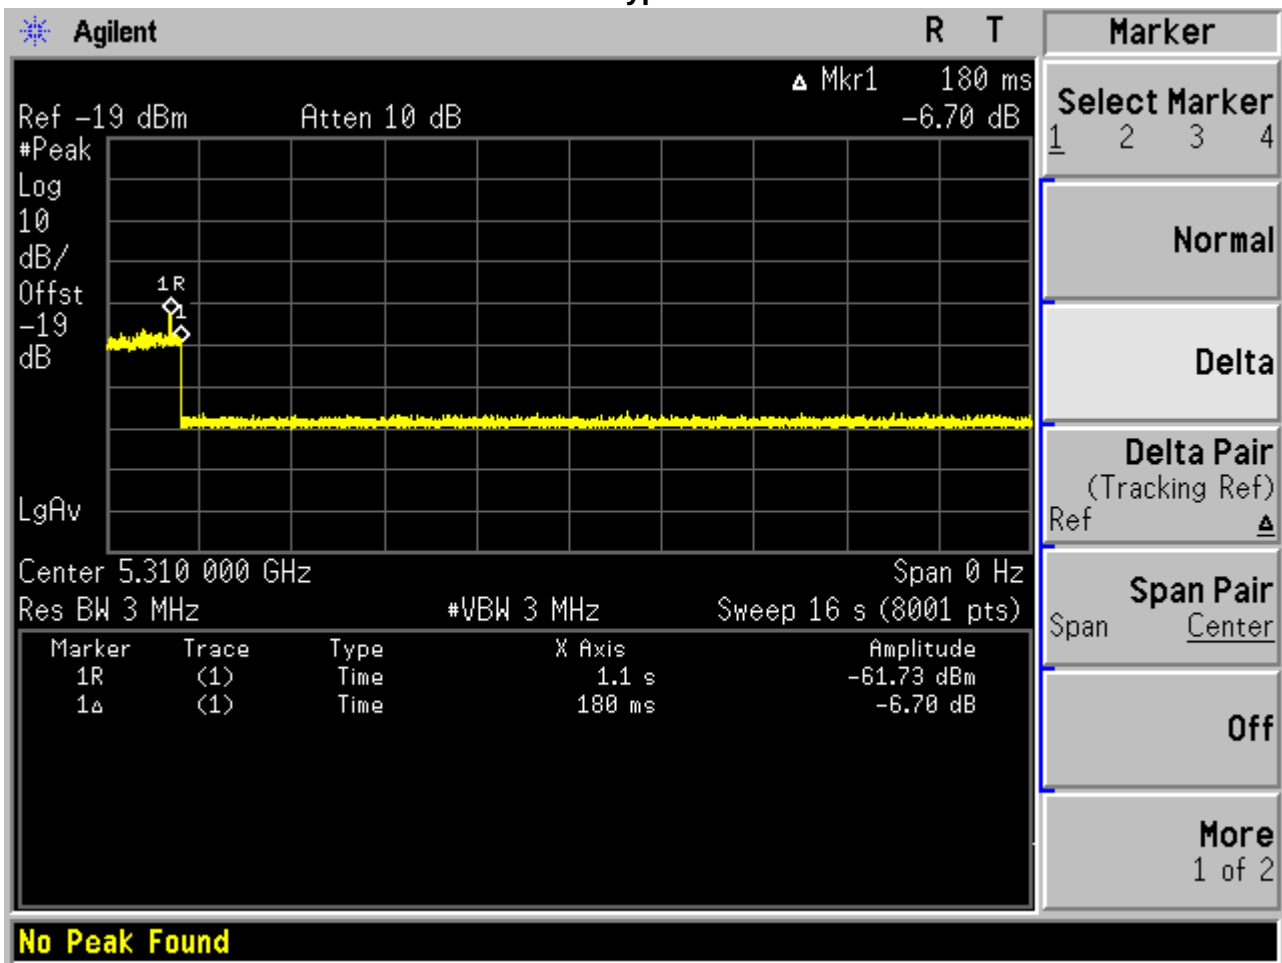 Agilent R T
▵ Mkr1 180 ms
Ref –19 dBm Atten 10 dB –6.70 dB
#Peak
Log
10
dB/
Offst
–19
dB
1R
1
LgAv
Center 5.310 000 GHz Span 0 Hz
Res BW 3 MHz #VBW 3 MHz Sweep 16 s (8001 pts)
Marker Trace Type X Axis Amplitude
1R (1) Time 1.1 s –61.73 dBm
1▵ (1) Time 180 ms –6.70 dB
No Peak Found
Marker
Select Marker
1 2 3 4
Normal
Delta
Delta Pair
(Tracking Ref)
Ref ▵
Span Pair
Span Center
Off
More
1 of 2